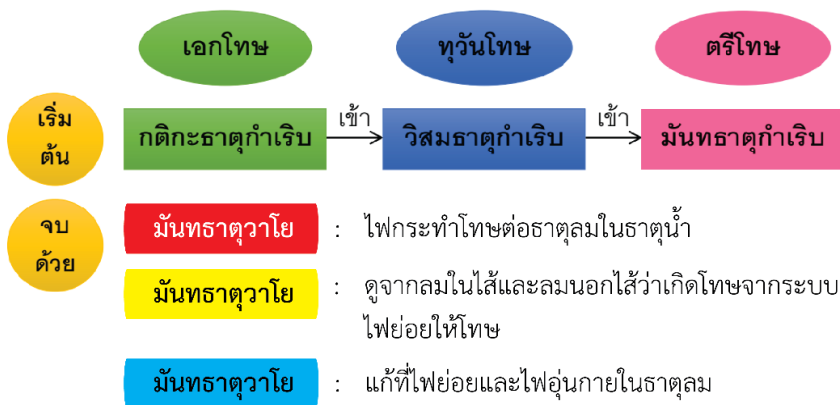 เอกโทษ
ทุวันโทษ
ตรีโทษ
เริ่ม
ต้น
กติกะธาตุกำเริบ
เข้า
วิสมธาตุกำเริบ
เข้า
มันทธาตุกำเริบ
จบ
ด้วย
มันทธาตุวาโย : ไฟกระทำโทษต่อธาตุลมในธาตุน้ำ
มันทธาตุวาโย : ดูจากลมในไส้และลมนอกไส้ว่าเกิดโทษจากระบบ
ไฟย่อยให้โทษ
มันทธาตุวาโย : แก้ที่ไฟย่อยและไฟอุ่นกายในธาตุลม